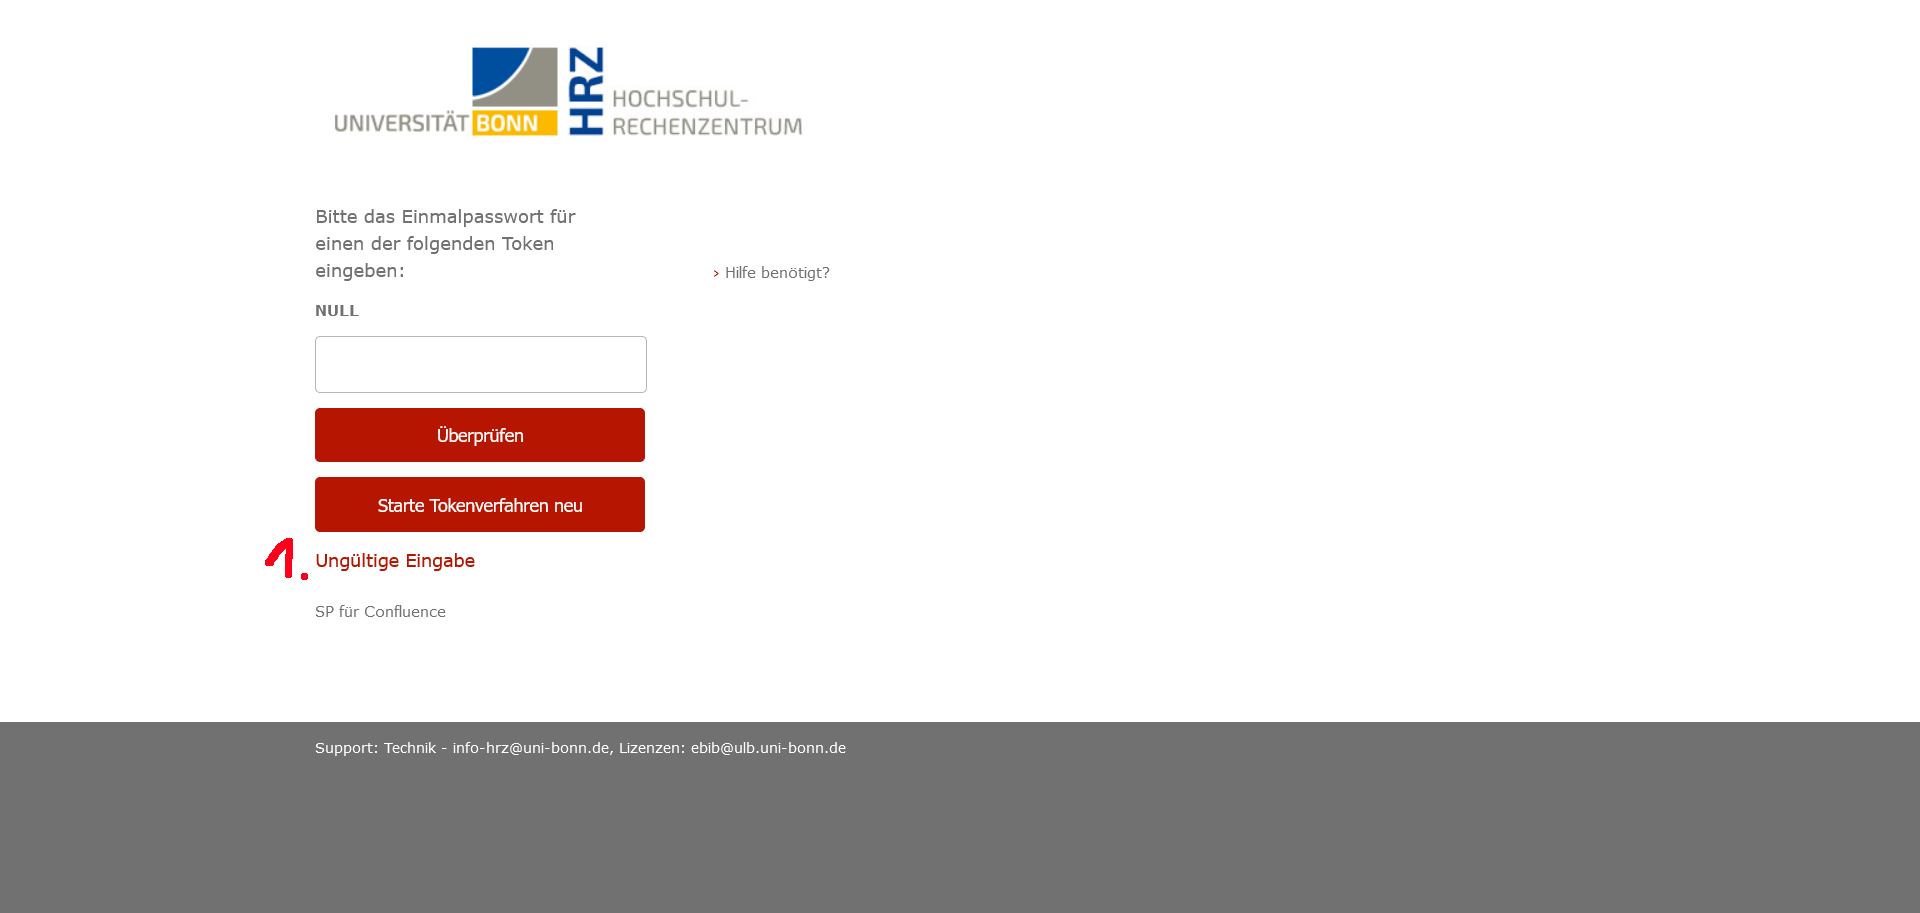 UNIVERSITÄT BONN
HRZ
HOCHSCHUL-
RECHENZENTRUM
Bitte das Einmalpasswort für
einen der folgenden Token
eingeben:
› Hilfe benötigt?
NULL
Überprüfen
Starte Tokenverfahren neu
1.
Ungültige Eingabe
SP für Confluence
Support: Technik - info-hrz@uni-bonn.de, Lizenzen: ebib@ulb.uni-bonn.de